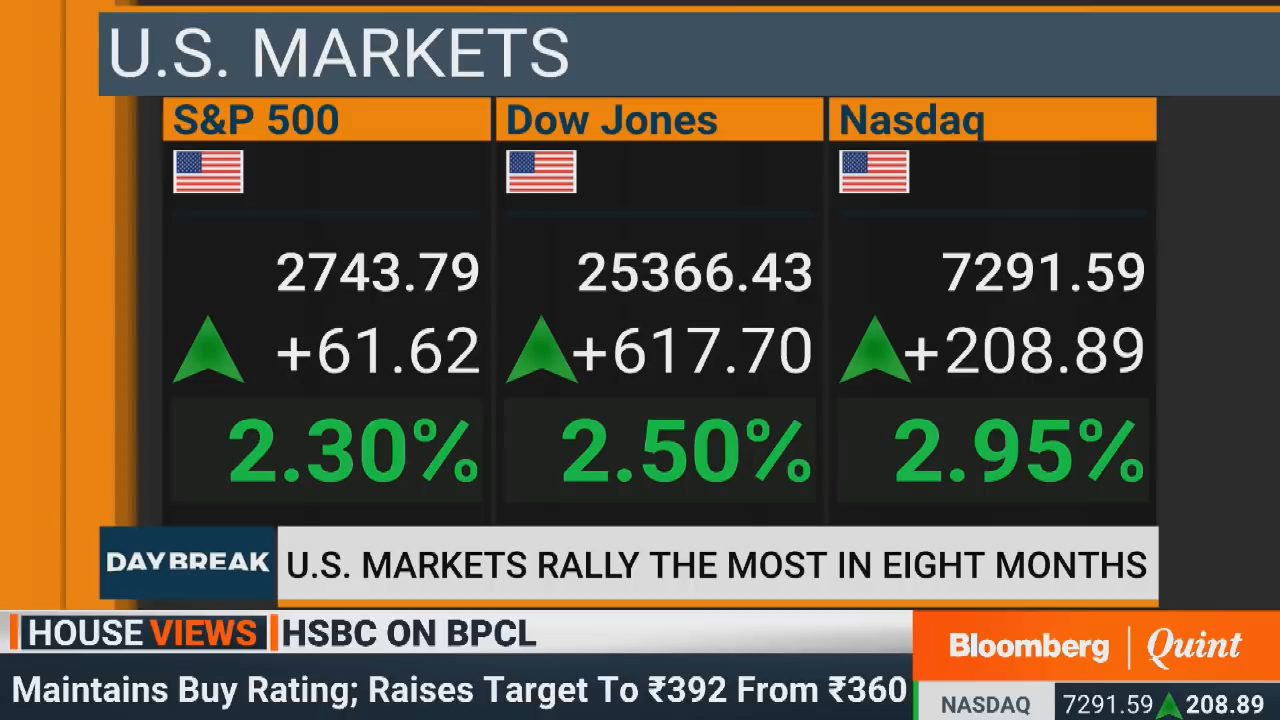 U.S. MARKETS
S&P 500 Dow Jones Nasdaq
2743.79 25366.43 7291.59
+61.62 +617.70 +208.89
2.30% 2.50% 2.95%
DAYBREAK U.S. MARKETS RALLY THE MOST IN EIGHT MONTHS
HOUSE VIEWS HSBC ON BPCL
Maintains Buy Rating; Raises Target To ₹392 From ₹360
Bloomberg | Quint
NASDAQ 7291.59 208.89